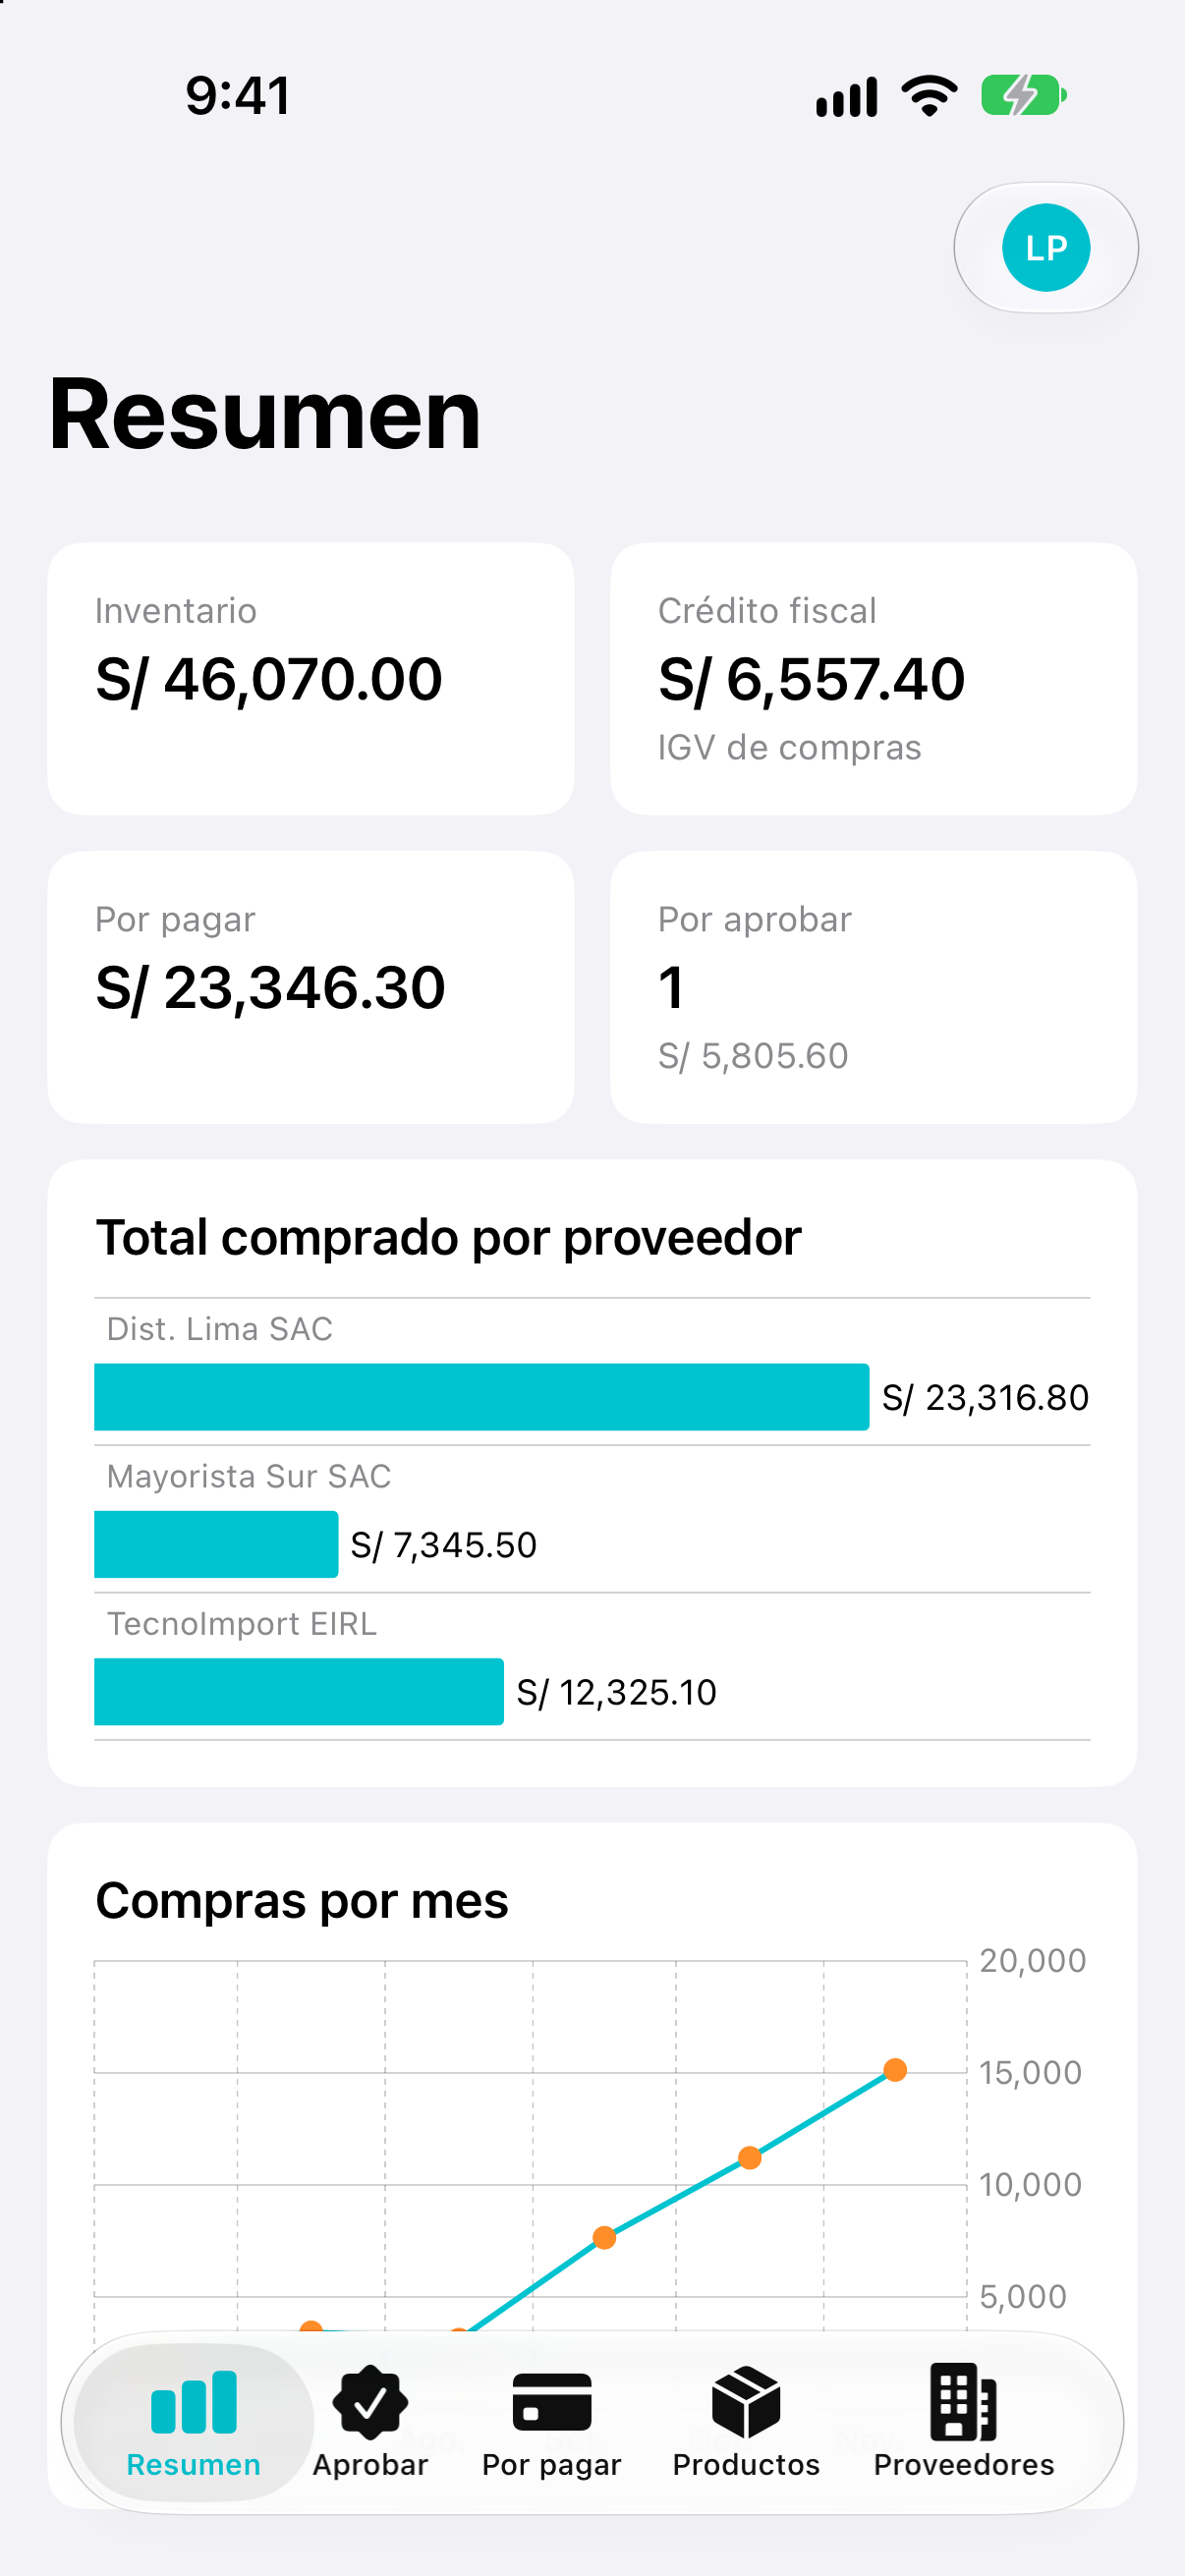 9:41
LP
Resumen
Inventario
S/ 46,070.00
Crédito fiscal
S/ 6,557.40
IGV de compras
Por pagar
S/ 23,346.30
Por aprobar
1
S/ 5,805.60
Total comprado por proveedor
Dist. Lima SAC
S/ 23,316.80
Mayorista Sur SAC
S/ 7,345.50
TecnoImport EIRL
S/ 12,325.10
Compras por mes
20,000
15,000
10,000
5,000
Resumen
Aprobar
Por pagar
Productos
Proveedores